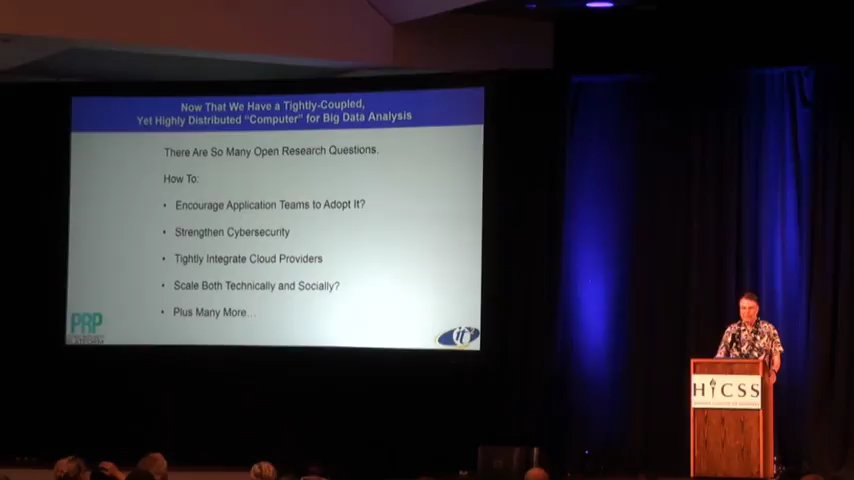 Now That We Have a Tightly-Coupled,
Yet Highly Distributed "Computer" for Big Data Analysis
There Are So Many Open Research Questions.
How To:
• Encourage Application Teams to Adopt It?
• Strengthen Cybersecurity
• Tightly Integrate Cloud Providers
• Scale Both Technically and Socially?
• Plus Many More…
PRP
HICSS